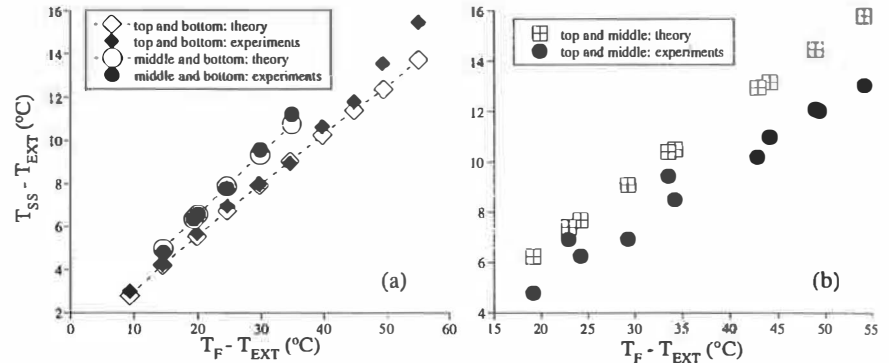 top and bottom: theory
top and bottom: experiments
middle and bottom: theory
middle and bottom: experiments
T_SS - T_EXT (°C)
16
14
12
10
8
6
4
2
(a)
0 10 20 30 40 50 60
T_F - T_EXT (°C)
top and middle: theory
top and middle: experiments
16
14
12
10
8
6
4
(b)
15 20 25 30 35 40 45 50 55
T_F - T_EXT (°C)